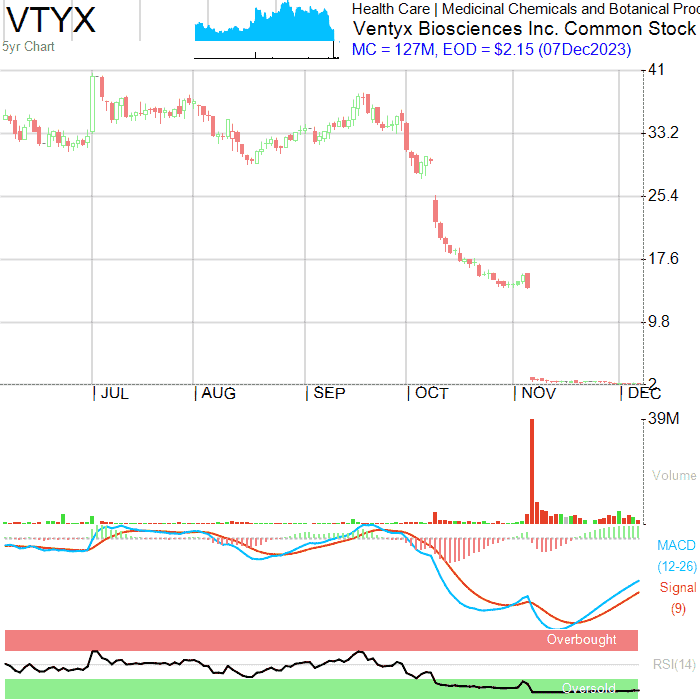 VTYX
5yr Chart
Health Care | Medicinal Chemicals and Botanical Proc
Ventyx Biosciences Inc. Common Stock
MC = 127M, EOD = $2.15 (07Dec2023)
41
33.2
25.4
17.6
9.8
2
JUL AUG SEP OCT NOV DEC
39M
Volume
MACD
(12-26)
Signal
(9)
Overbought
RSI(14)
Oversold